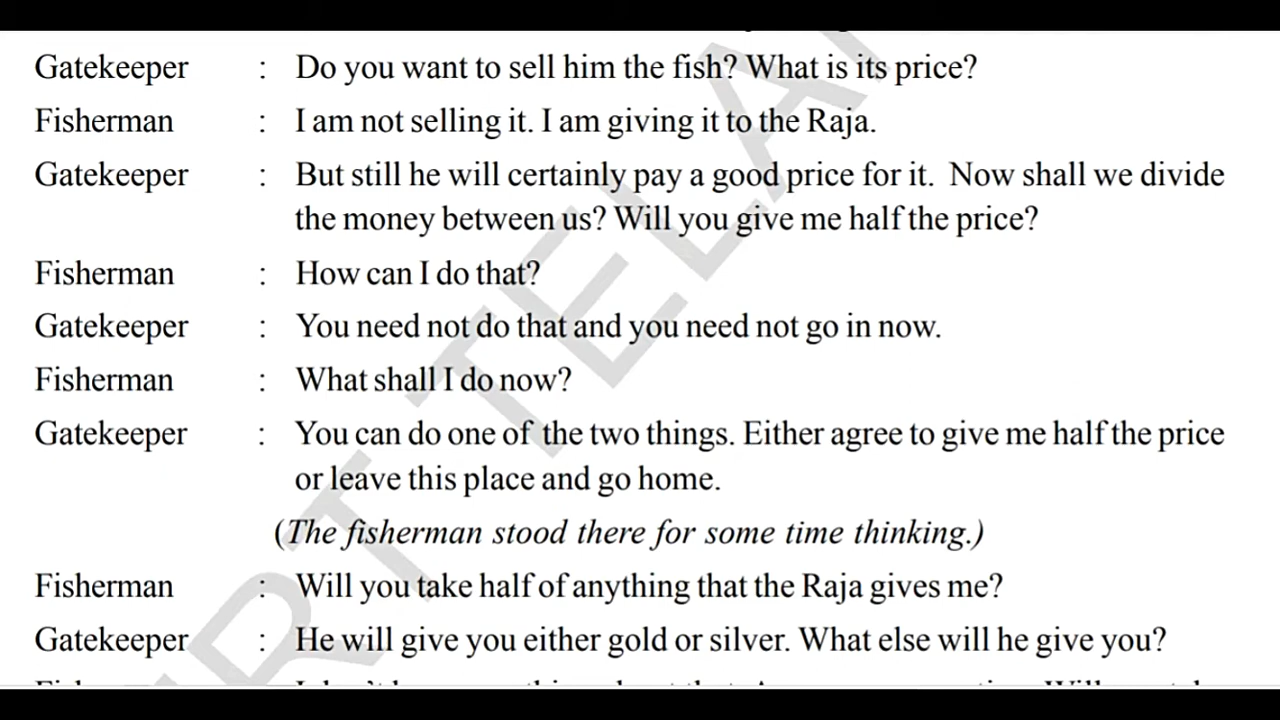 Gatekeeper : Do you want to sell him the fish? What is its price?
Fisherman : I am not selling it. I am giving it to the Raja.
Gatekeeper : But still he will certainly pay a good price for it. Now shall we divide
the money between us? Will you give me half the price?
Fisherman : How can I do that?
Gatekeeper : You need not do that and you need not go in now.
Fisherman : What shall I do now?
Gatekeeper : You can do one of the two things. Either agree to give me half the price
or leave this place and go home.
(The fisherman stood there for some time thinking.)
Fisherman : Will you take half of anything that the Raja gives me?
Gatekeeper : He will give you either gold or silver. What else will he give you?